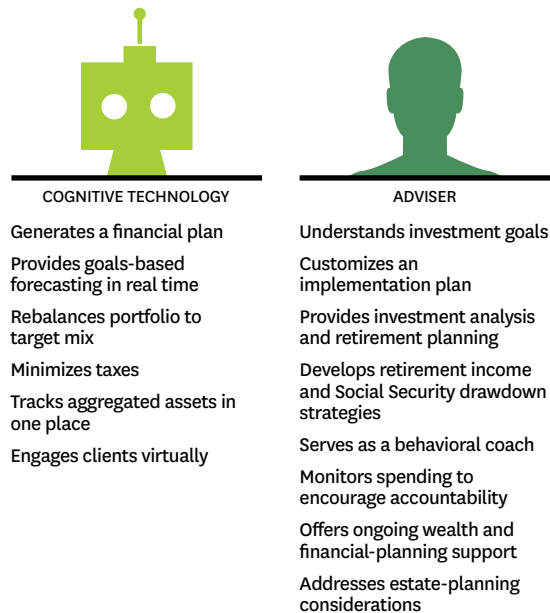 COGNITIVE TECHNOLOGY
Generates a financial plan
Provides goals-based
forecasting in real time
Rebalances portfolio to
target mix
Minimizes taxes
Tracks aggregated assets in
one place
Engages clients virtually
ADVISER
Understands investment goals
Customizes an
implementation plan
Provides investment analysis
and retirement planning
Develops retirement income
and Social Security drawdown
strategies
Serves as a behavioral coach
Monitors spending to
encourage accountability
Offers ongoing wealth and
financial-planning support
Addresses estate-planning
considerations